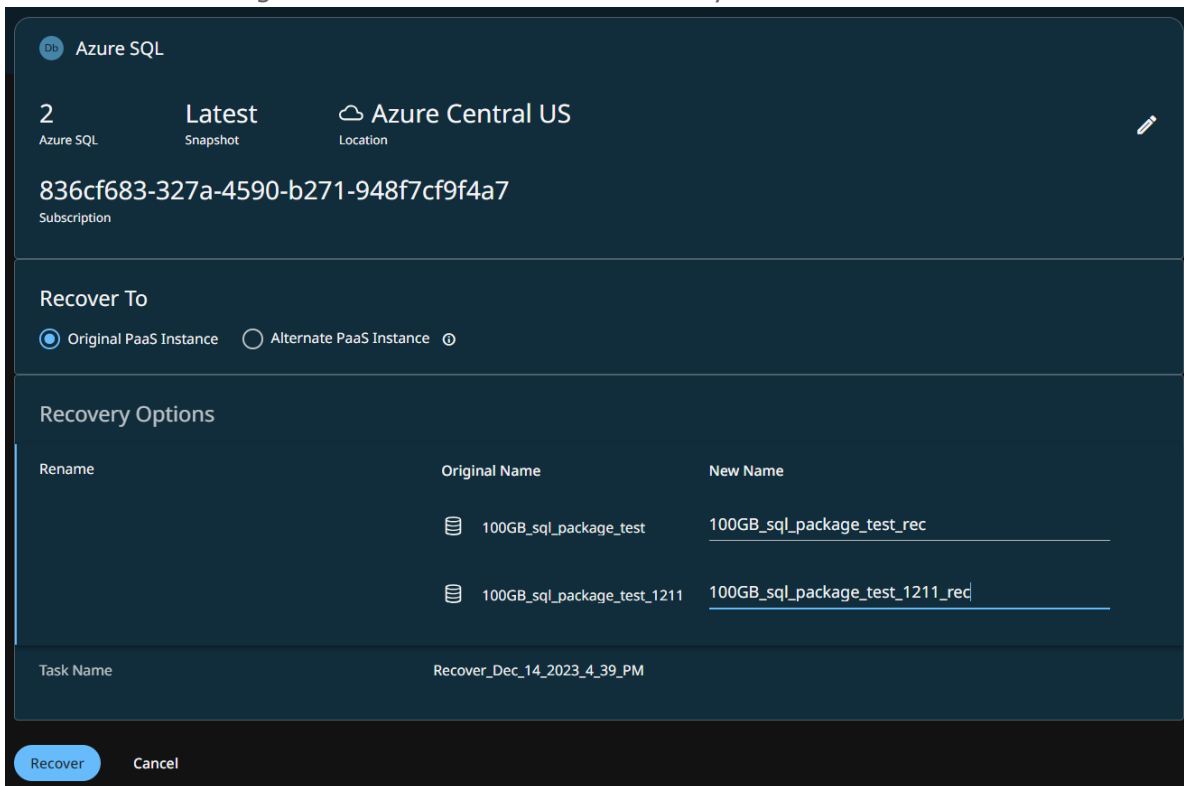 Db Azure SQL
2 Latest Azure Central US
Azure SQL Snapshot Location
836cf683-327a-4590-b271-948f7cf9f4a7
Subscription
Recover To
Original PaaS Instance Alternate PaaS Instance
Recovery Options
Rename Original Name New Name
100GB_sql_package_test 100GB_sql_package_test_rec
100GB_sql_package_test_1211 100GB_sql_package_test_1211_rec
Task Name Recover_Dec_14_2023_4_39_PM
Recover Cancel